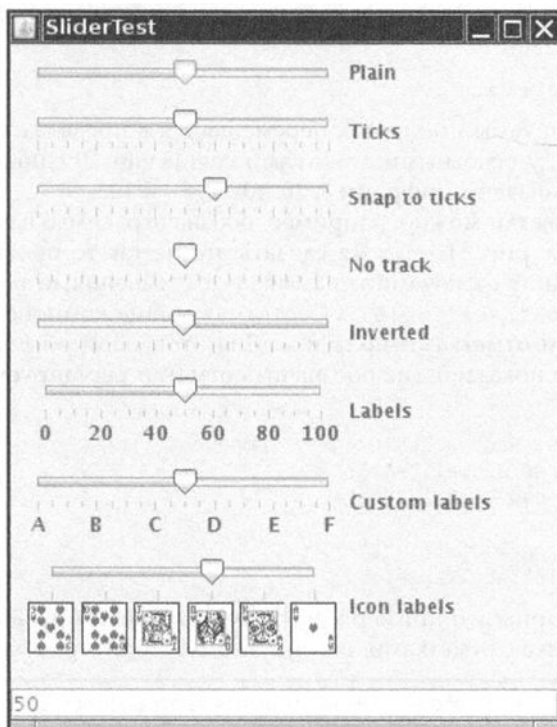 SliderTest
Plain
Ticks
Snap to ticks
No track
Inverted
Labels
0 20 40 60 80 100
Custom labels
A B C D E F
Icon labels
50